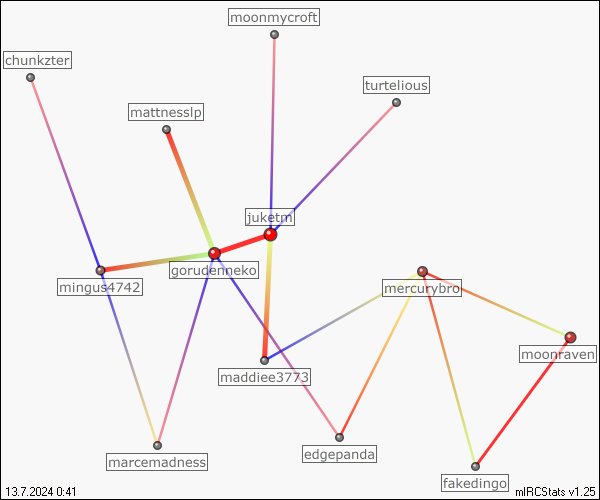 moonmycroft
chunkzter
turtelious
mattnesslp
juketm
gorudenneko
mingus4742
mercurybro
moonraven
maddiee3773
edgepanda
marcemadness
fakedingo
13.7.2024 0:41
mIRCStats v1.25